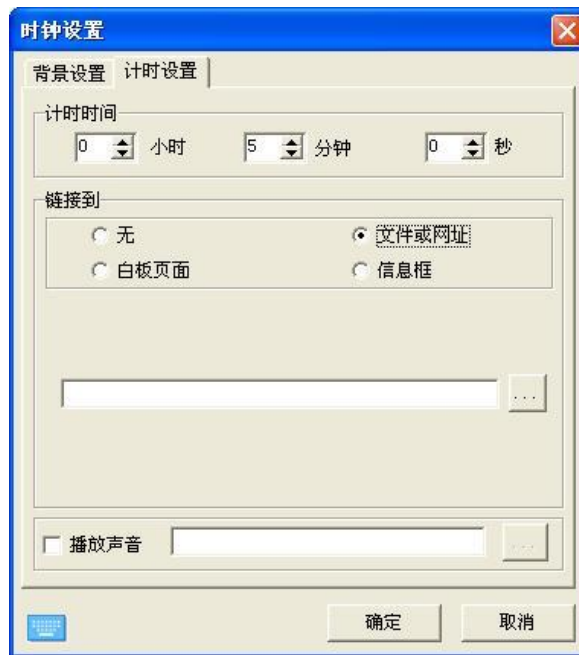 时钟设置
背景设置 计时设置
计时时间
0 小时 5 分钟 0 秒
链接到
无 文件或网址
白板页面 信息框
...
播放声音 ...
确定 取消